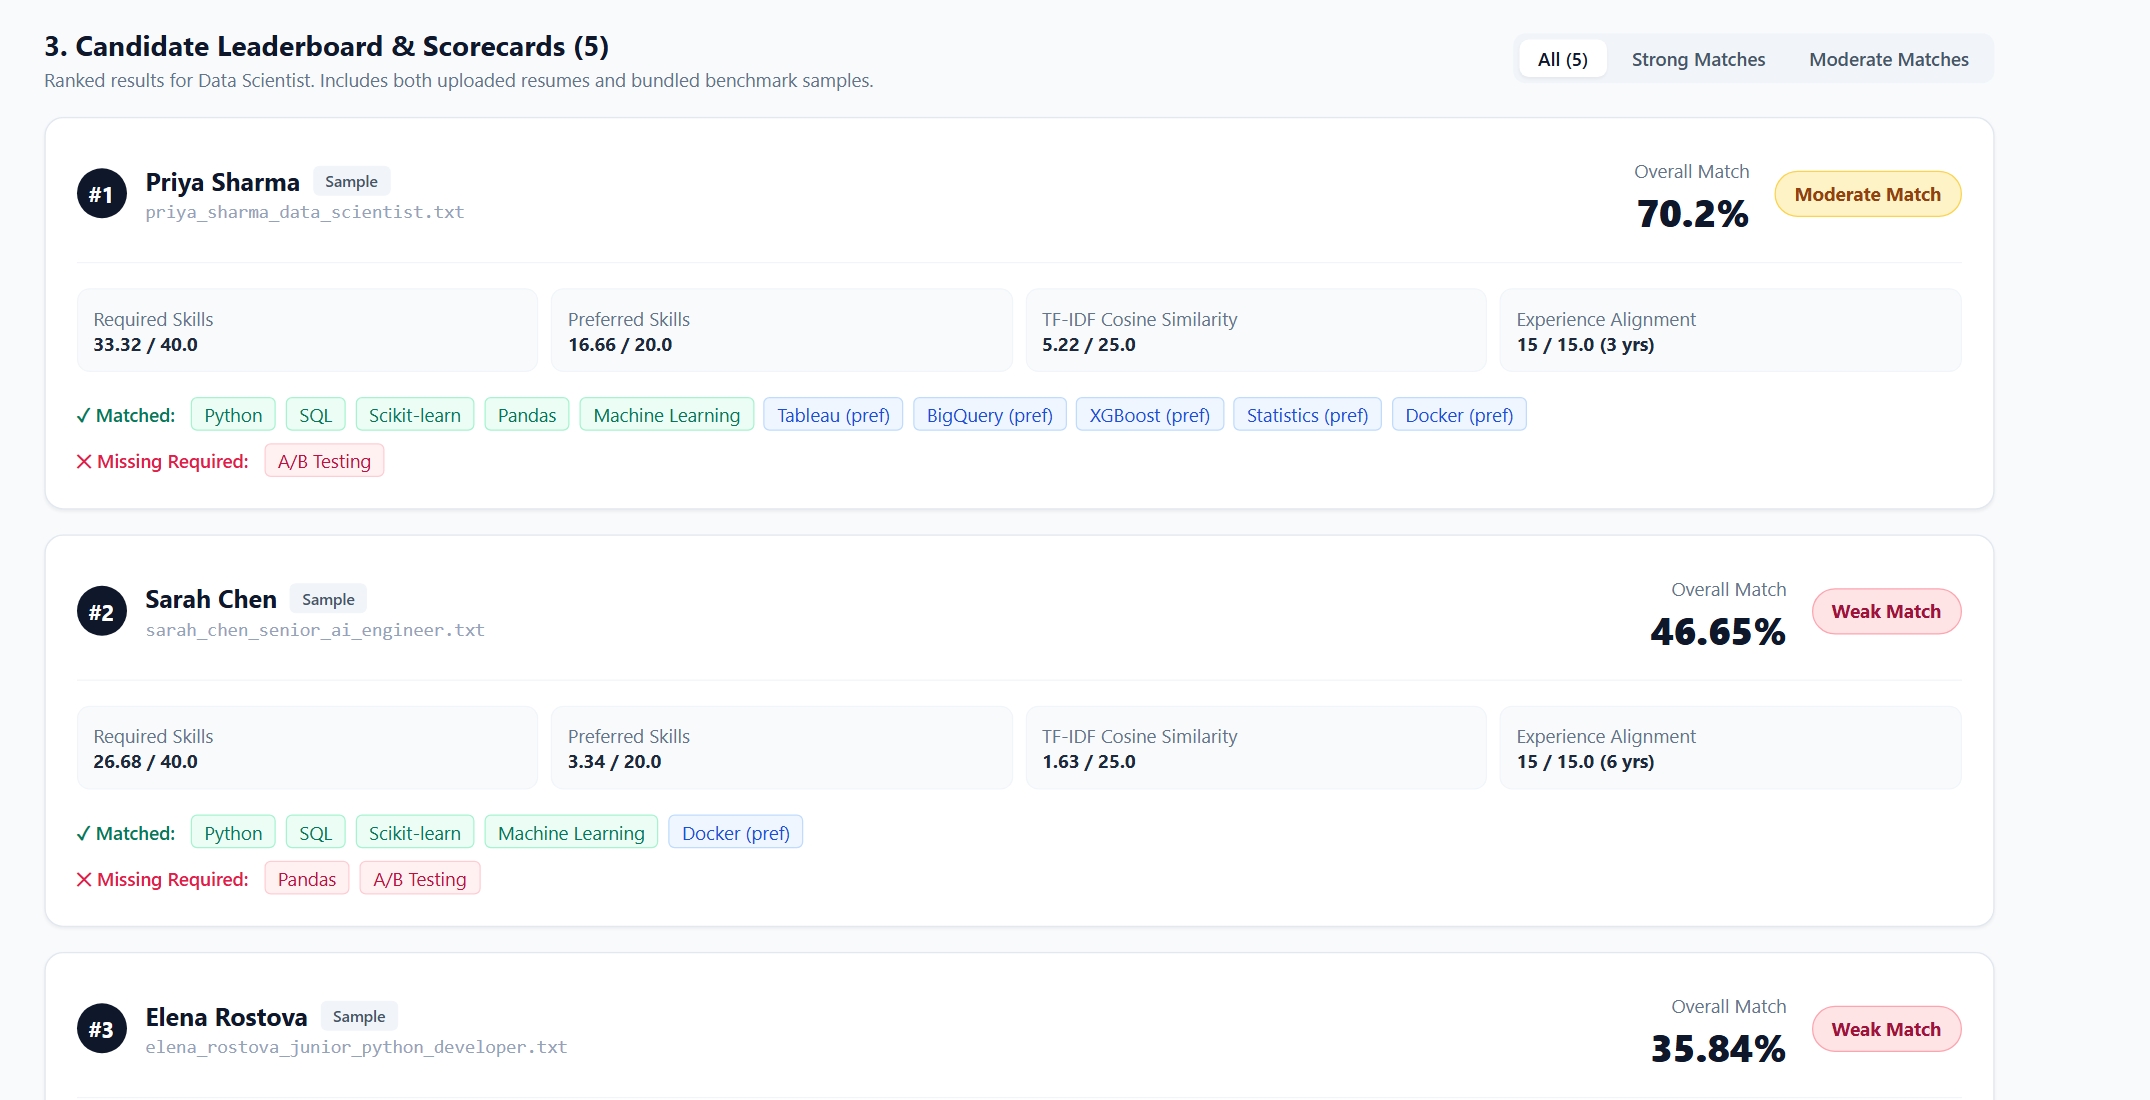 3. Candidate Leaderboard & Scorecards (5)
Ranked results for Data Scientist. Includes both uploaded resumes and bundled benchmark samples.
All (5) Strong Matches Moderate Matches
#1 Priya Sharma Sample
priya_sharma_data_scientist.txt
Overall Match
70.2%
Moderate Match
Required Skills
33.32 / 40.0
Preferred Skills
16.66 / 20.0
TF-IDF Cosine Similarity
5.22 / 25.0
Experience Alignment
15 / 15.0 (3 yrs)
✓ Matched: Python SQL Scikit-learn Pandas Machine Learning Tableau (pref) BigQuery (pref) XGBoost (pref) Statistics (pref) Docker (pref)
✕ Missing Required: A/B Testing
#2 Sarah Chen Sample
sarah_chen_senior_ai_engineer.txt
Overall Match
46.65%
Weak Match
Required Skills
26.68 / 40.0
Preferred Skills
3.34 / 20.0
TF-IDF Cosine Similarity
1.63 / 25.0
Experience Alignment
15 / 15.0 (6 yrs)
✓ Matched: Python SQL Scikit-learn Machine Learning Docker (pref)
✕ Missing Required: Pandas A/B Testing
#3 Elena Rostova Sample
elena_rostova_junior_python_developer.txt
Overall Match
35.84%
Weak Match